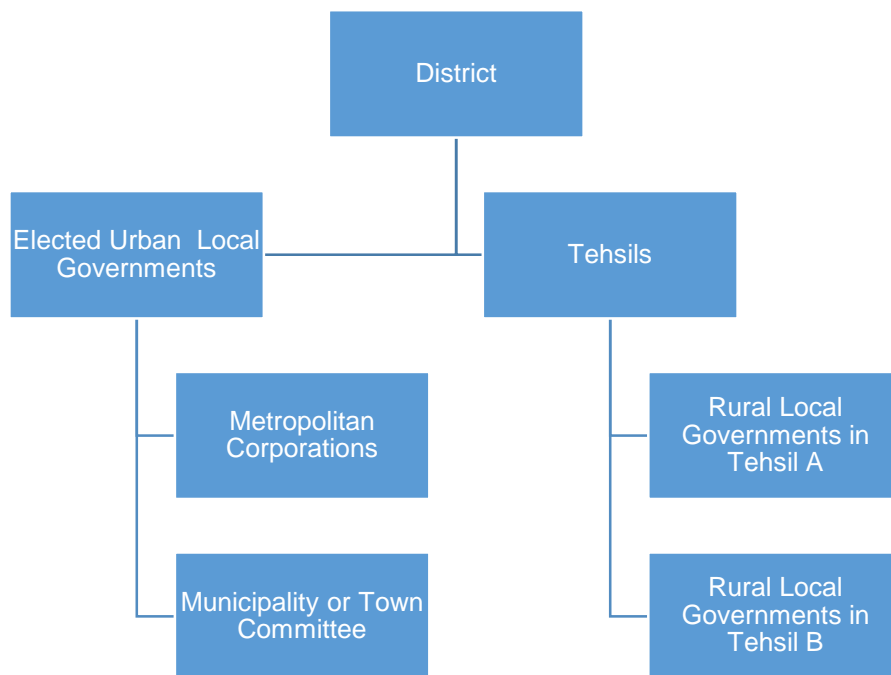 District
Elected Urban  Local
Governments
Tehsils
Metropolitan
Corporations
Rural Local
Governments in
Tehsil A
Municipality or Town
Committee
Rural Local
Governments in
Tehsil B